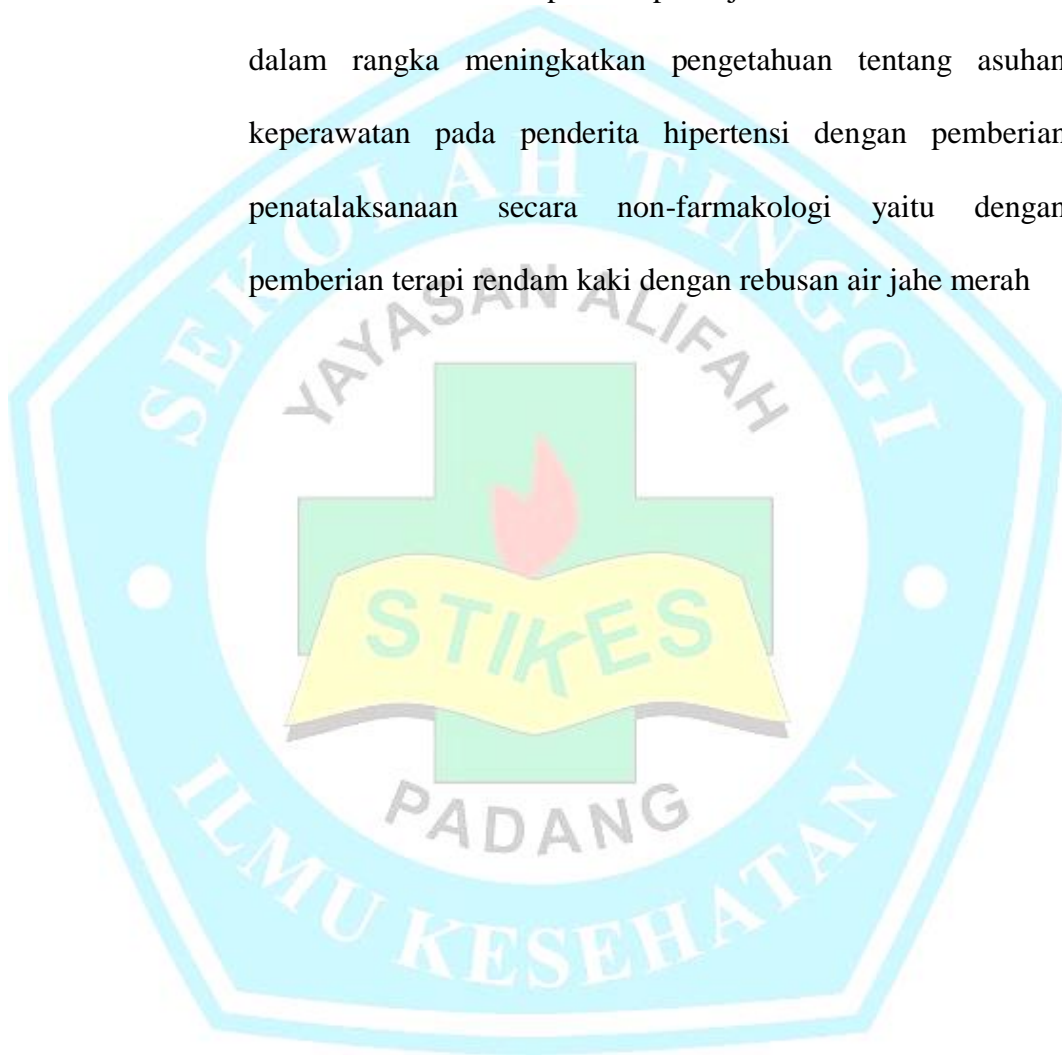 dalam rangka meningkatkan pengetahuan tentang asuhan
keperawatan pada penderita hipertensi dengan pemberian
penatalaksanaan secara non-farmakologi yaitu dengan
pemberian terapi rendam kaki dengan rebusan air jahe merah
SEKOLAH TINGGI
YAYASAN ALIFAH
STIKES
PADANG
ILMU KESEHATAN